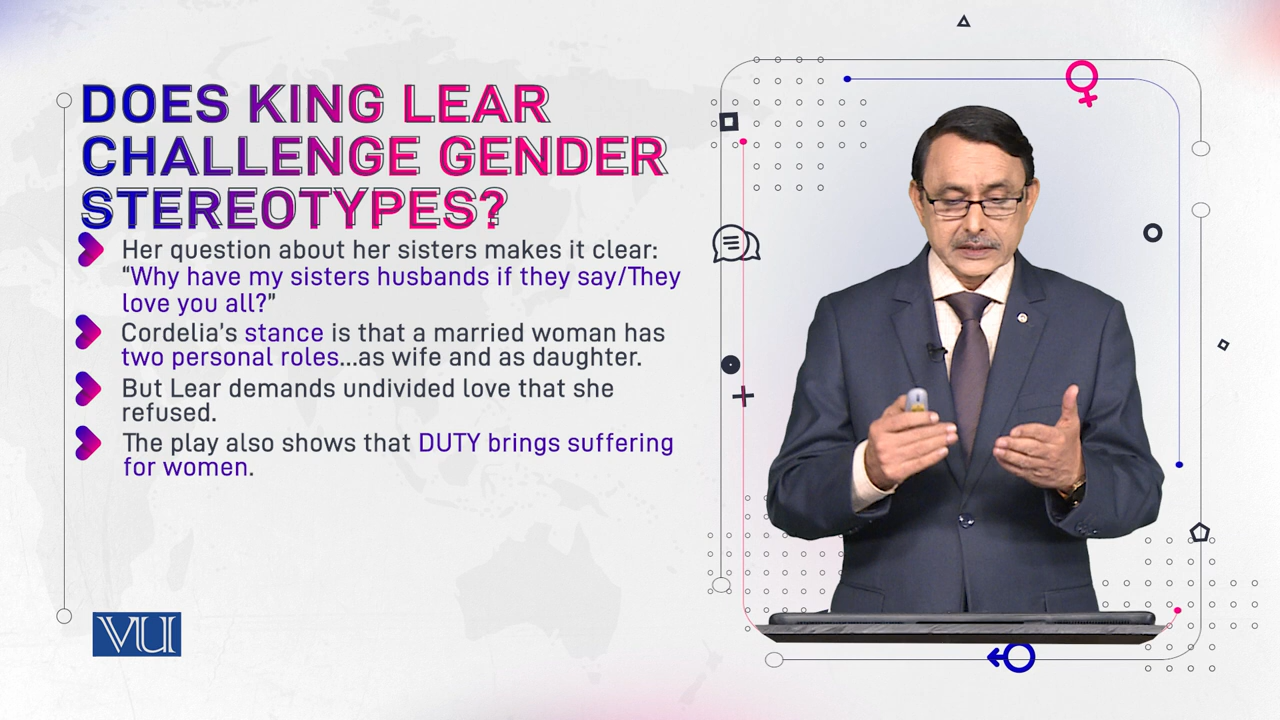 DOES KING LEAR
CHALLENGE GENDER
STEREOTYPES?
Her question about her sisters makes it clear:
“Why have my sisters husbands if they say/They
love you all?”
Cordelia's stance is that a married woman has
two personal roles...as wife and as daughter.
But Lear demands undivided love that she
refused.
The play also shows that DUTY brings suffering
for women.
VU